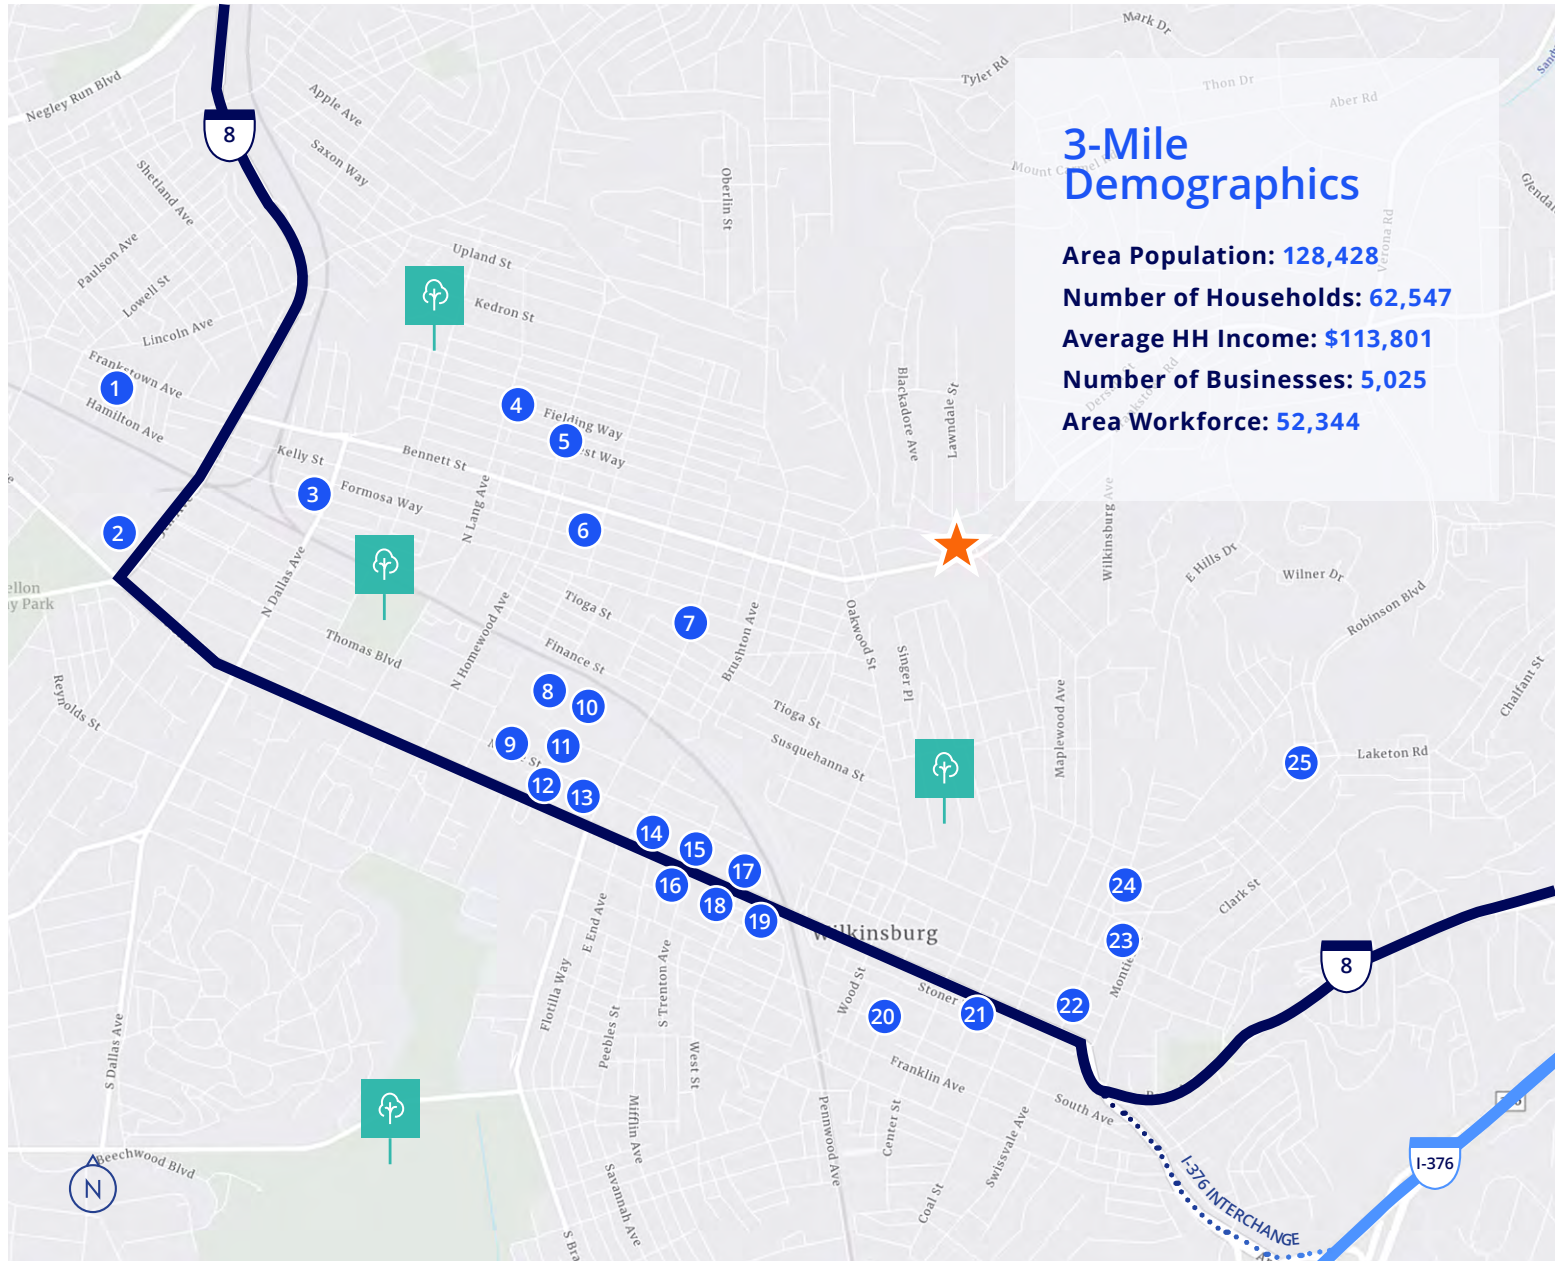 Mark Dr
Tyler Rd
Thon Dr
Aber Rd
Negley Run Blvd
Apple Ave
8
Saxon Way
3-Mile
Demographics
Shetland Ave
Oberlin St
Verona Rd
Paulson Ave
Upland St
Area Population: 128,428
Lowell St
Kedron St
Number of Households: 62,547
Lincoln Ave
Average HH Income: $113,801
Frankstown Ave
1
Number of Businesses: 5,025
Hamilton Ave
4
Fielding Way
Blackadore Ave
Lawndale St
Area Workforce: 52,344
5
Kelly St
Bennett St
3
Formosa Way
N Lang Ave
6
2
Wilkinsburg Ave
E Hills Dr
Wilner Dr
Robinson Blvd
N Dallas Ave
Tioga St
7
Oakwood St
Thomas Blvd
N Homewood Ave
Finance St
Brushton Ave
Singer Pl
Reynolds St
8
10
Tioga St
Maplewood Ave
Chalfant St
9
11
Susquehanna St
25
Laketon Rd
12
13
14
15
17
16
18
19
24
Clark St
E End Ave
Wilkinsburg
23
8
S Trenton Ave
Flotilla Way
Wood St
Stoner
20
21
22
Peebles St
West St
S Dallas Ave
Franklin Ave
South Ave
Mifflin Ave
Pennwood Ave
Center St
Swissvale Ave
Beechwood Blvd
N
Savannah Ave
Coal St
I-376 INTERCHANGE
I-376